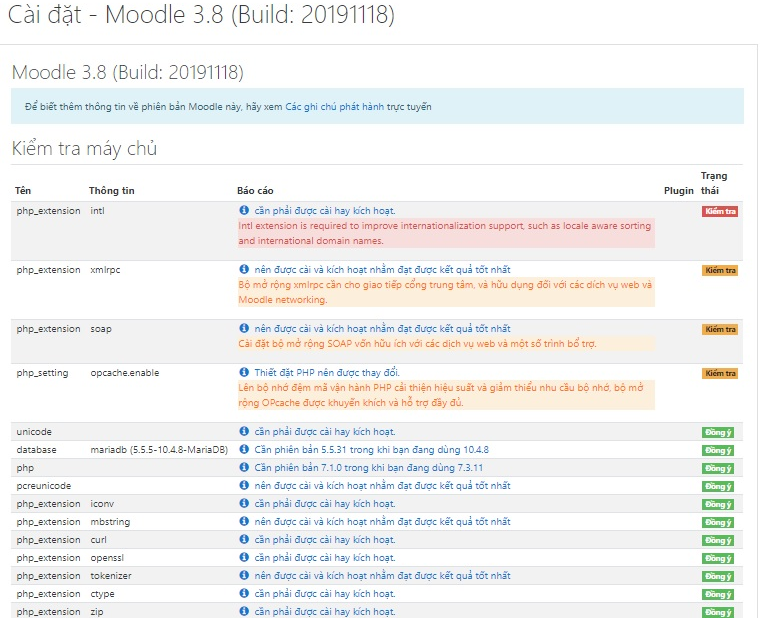 Cài đặt - Moodle 3.8 (Build: 20191118)
Moodle 3.8 (Build: 20191118)
Để biết thêm thông tin về phiên bản Moodle này, hãy xem Các ghi chú phát hành trực tuyến
Kiểm tra máy chủ
Tên Thông tin Báo cáo Plugin Trạng thái
php_extension intl cần phải được cài hay kích hoạt. Kiểm tra
Intl extension is required to improve internationalization support, such as locale aware sorting
and international domain names.
php_extension xmlrpc nên được cài và kích hoạt nhằm đạt được kết quả tốt nhất Kiểm tra
Bộ mở rộng xmlrpc cần cho giao tiếp cổng trung tâm, và hữu dụng đối với các dích vụ web và
Moodle networking.
php_extension soap nên được cài và kích hoạt nhằm đạt được kết quả tốt nhất Kiểm tra
Cài đặt bộ mở rộng SOAP vốn hữu ích với các dịch vụ web và một số trình bổ trợ.
php_setting opcache.enable Thiết đặt PHP nên được thay đổi. Kiểm tra
Lên bộ nhớ đệm mã vận hành PHP cải thiện hiệu suất và giảm thiểu nhu cầu bộ nhớ, bộ mở
rộng OPcache được khuyến khích và hỗ trợ đầy đủ.
unicode cần phải được cài hay kích hoạt. Đồng ý
database mariadb (5.5.5-10.4.8-MariaDB) Cần phiên bản 5.5.31 trong khi bạn đang dùng 10.4.8 Đồng ý
php Cần phiên bản 7.1.0 trong khi bạn đang dùng 7.3.11 Đồng ý
pcreunicode nên được cài và kích hoạt nhằm đạt được kết quả tốt nhất Đồng ý
php_extension iconv cần phải được cài hay kích hoạt. Đồng ý
php_extension mbstring nên được cài và kích hoạt nhằm đạt được kết quả tốt nhất Đồng ý
php_extension curl cần phải được cài hay kích hoạt. Đồng ý
php_extension openssl cần phải được cài hay kích hoạt. Đồng ý
php_extension tokenizer nên được cài và kích hoạt nhằm đạt được kết quả tốt nhất Đồng ý
php_extension ctype cần phải được cài hay kích hoạt. Đồng ý
php_extension zip cần phải được cài hay kích hoạt. Đồng ý